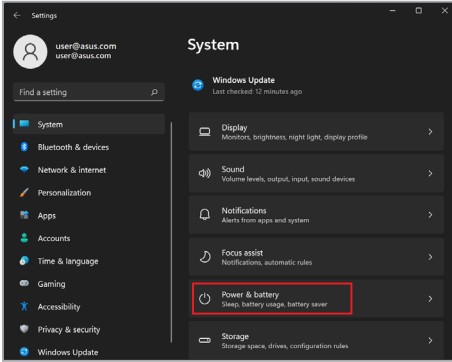 Settings
user@asus.com
user@asus.com
Find a setting
System
Bluetooth & devices
Network & internet
Personalization
Apps
Accounts
Time & language
Gaming
Accessibility
Privacy & security
Windows Update
System
Windows Update
Last checked: 12 minutes ago
Display
Monitors, brightness, night light, display profile
Sound
Volume levels, output, input, sound devices
Notifications
Alerts from apps and system
Focus assist
Notifications, automatic rules
Power & battery
Sleep, battery usage, battery saver
Storage
Storage space, drives, configuration rules